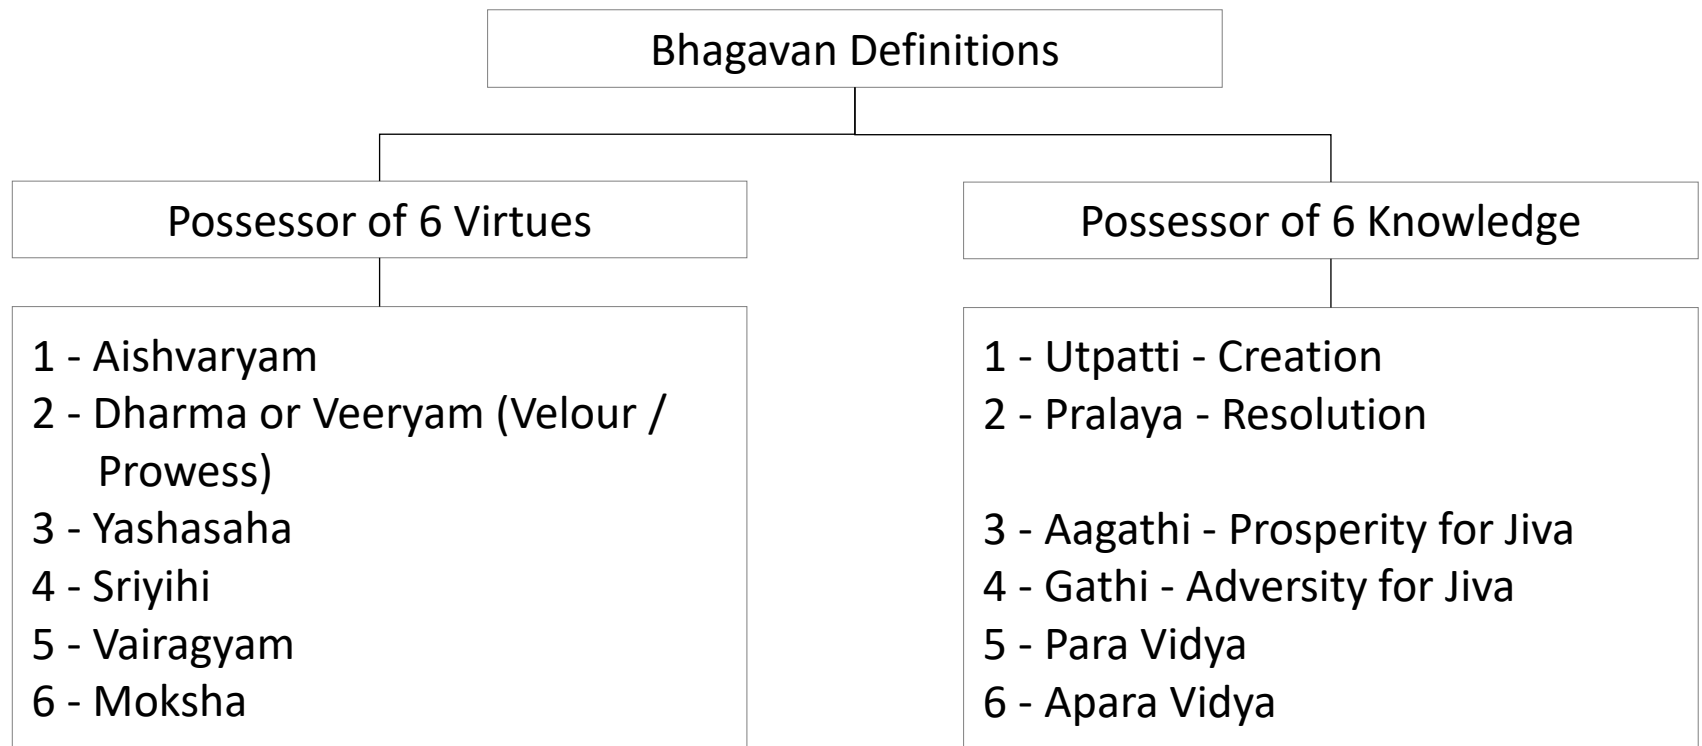 Bhagavan Definitions
Possessor of 6 Virtues
1 - Aishvaryam
2 - Dharma or Veeryam (Velour /
Prowess)
3 - Yashasaha
4 - Sriyihi
5 - Vairagyam
6 - Moksha
Possessor of 6 Knowledge
1 - Utpatti - Creation
2 - Pralaya - Resolution
3 - Aagathi - Prosperity for Jiva
4 - Gathi - Adversity for Jiva
5 - Para Vidya
6 - Apara Vidya